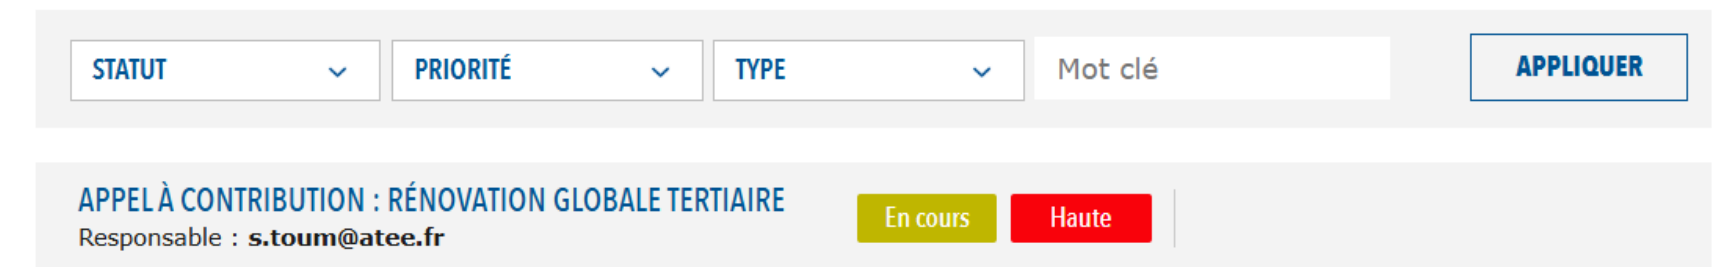 STATUT PRIORITÉ TYPE Mot clé APPLIQUER
APPEL À CONTRIBUTION : RÉNOVATION GLOBALE TERTIAIRE
Responsable : s.toum@atee.fr
En cours Haute